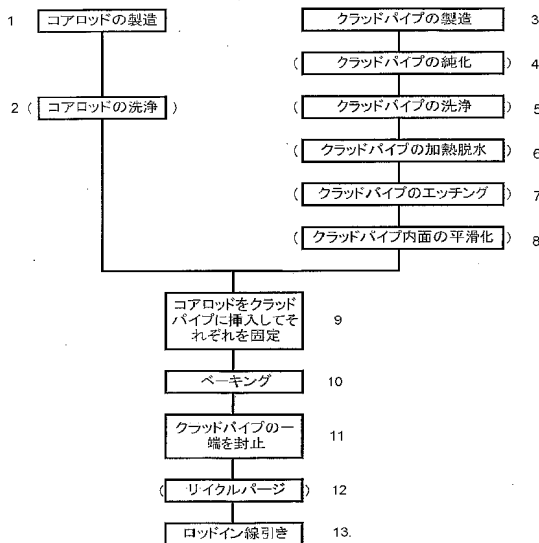 1 コアロッドの製造
クラッドパイプの製造 3
( クラッドパイプの純化 ) 4
2 ( コアロッドの洗浄 )
( クラッドパイプの洗浄 ) 5
( クラッドパイプの加熱脱水 ) 6
( クラッドパイプのエッチング ) 7
( クラッドパイプ内面の平滑化 ) 8
コアロッドをクラッド
パイプに挿入してそ
れぞれを固定
9
ベーキング 10
クラッドパイプの一
端を封止
11
( リイクルパージ ) 12
ロッドイン線引き 13.